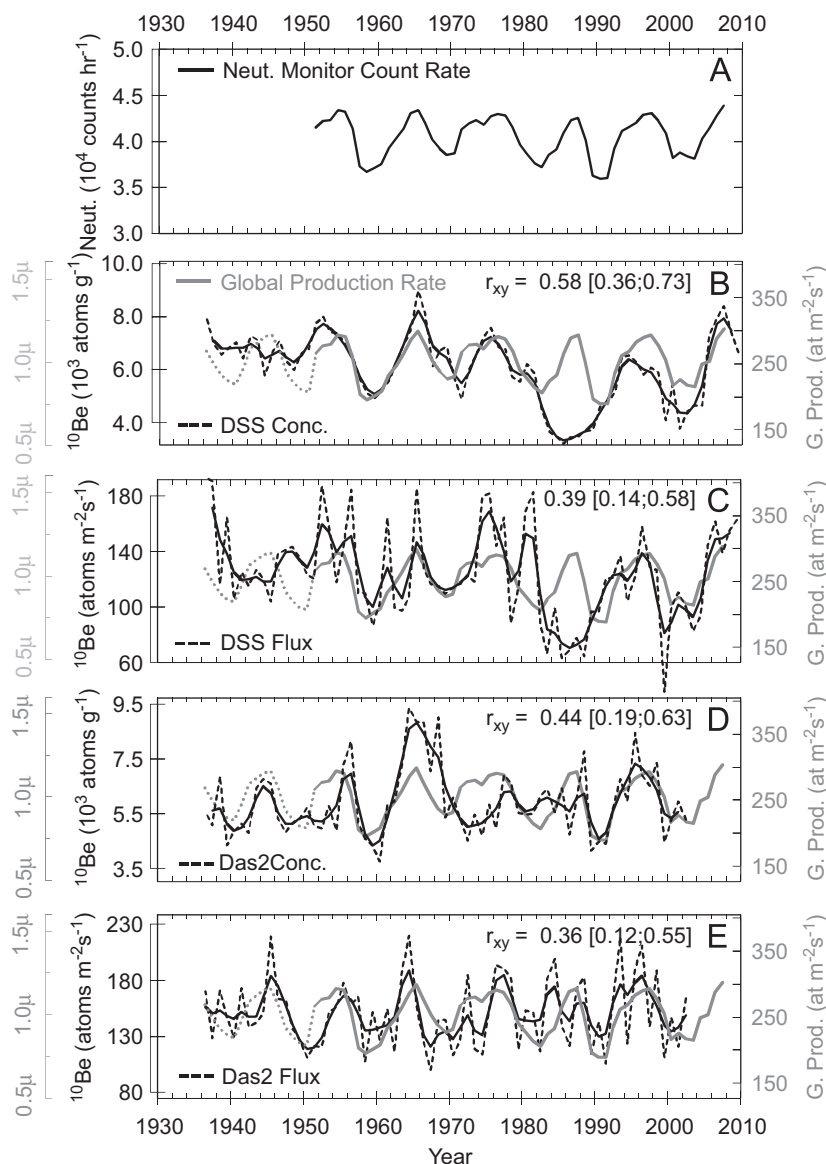 1930 1940 1950 1960 1970 1980 1990 2000 2010
5.0
4.5
4.0
3.5
3.0
Neut. (10⁴ counts hr⁻¹)
Neut. Monitor Count Rate
A
1.5µ
1.0µ
0.5µ
10.0
8.0
6.0
4.0
¹⁰Be (10³ atoms g⁻¹)
Global Production Rate
r_xy = 0.58 [0.36;0.73]
B
DSS Conc.
350
250
150
G. Prod. (at m⁻²s⁻¹)
1.5µ
1.0µ
0.5µ
180
140
100
60
¹⁰Be (atoms m⁻²s⁻¹)
0.39 [0.14;0.58]
C
DSS Flux
350
250
150
G. Prod. (at m⁻²s⁻¹)
1.5µ
1.0µ
0.5µ
9.5
7.5
5.5
3.5
¹⁰Be (10³ atoms g⁻¹)
r_xy = 0.44 [0.19;0.63]
D
Das2Conc.
350
250
150
G. Prod. (at m⁻²s⁻¹)
1.5µ
1.0µ
0.5µ
230
180
130
80
¹⁰Be (atoms m⁻²s⁻¹)
r_xy = 0.36 [0.12;0.55]
E
Das2 Flux
350
250
150
G. Prod. (at m⁻²s⁻¹)
1930 1940 1950 1960 1970 1980 1990 2000 2010
Year